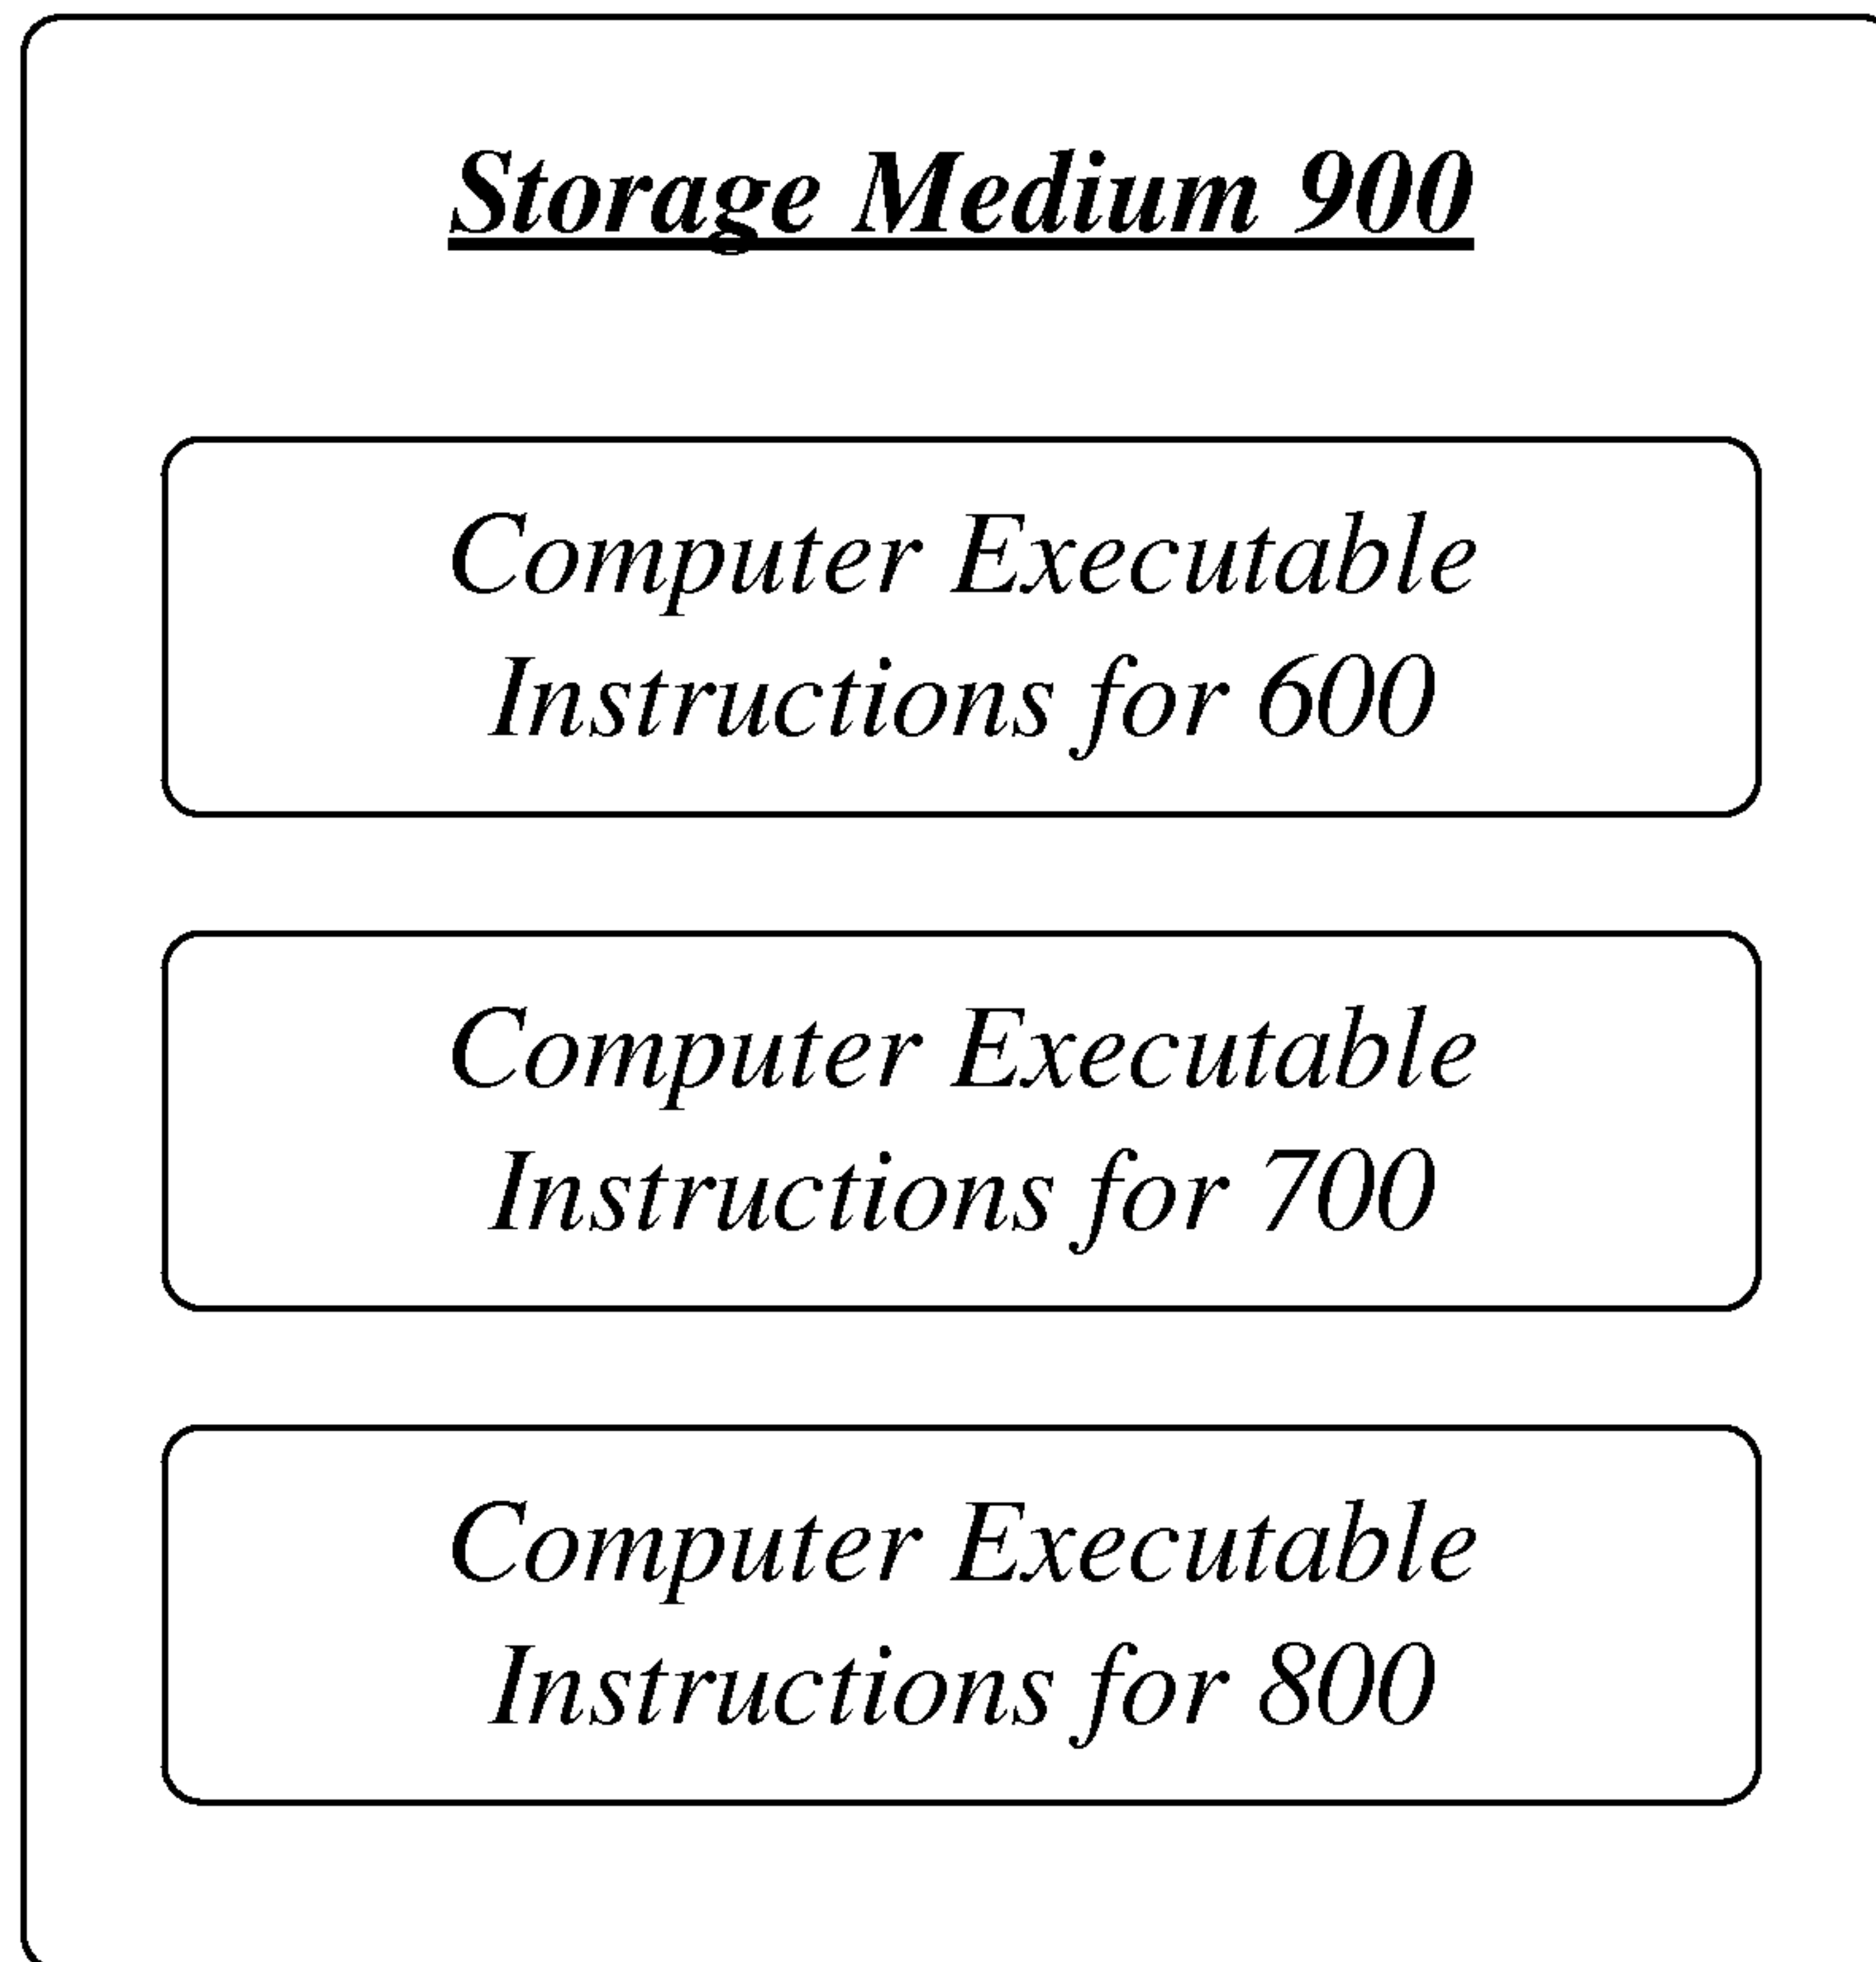 Storage Medium 900
Computer Executable
Instructions for 600
Computer Executable
Instructions for 700
Computer Executable
Instructions for 800